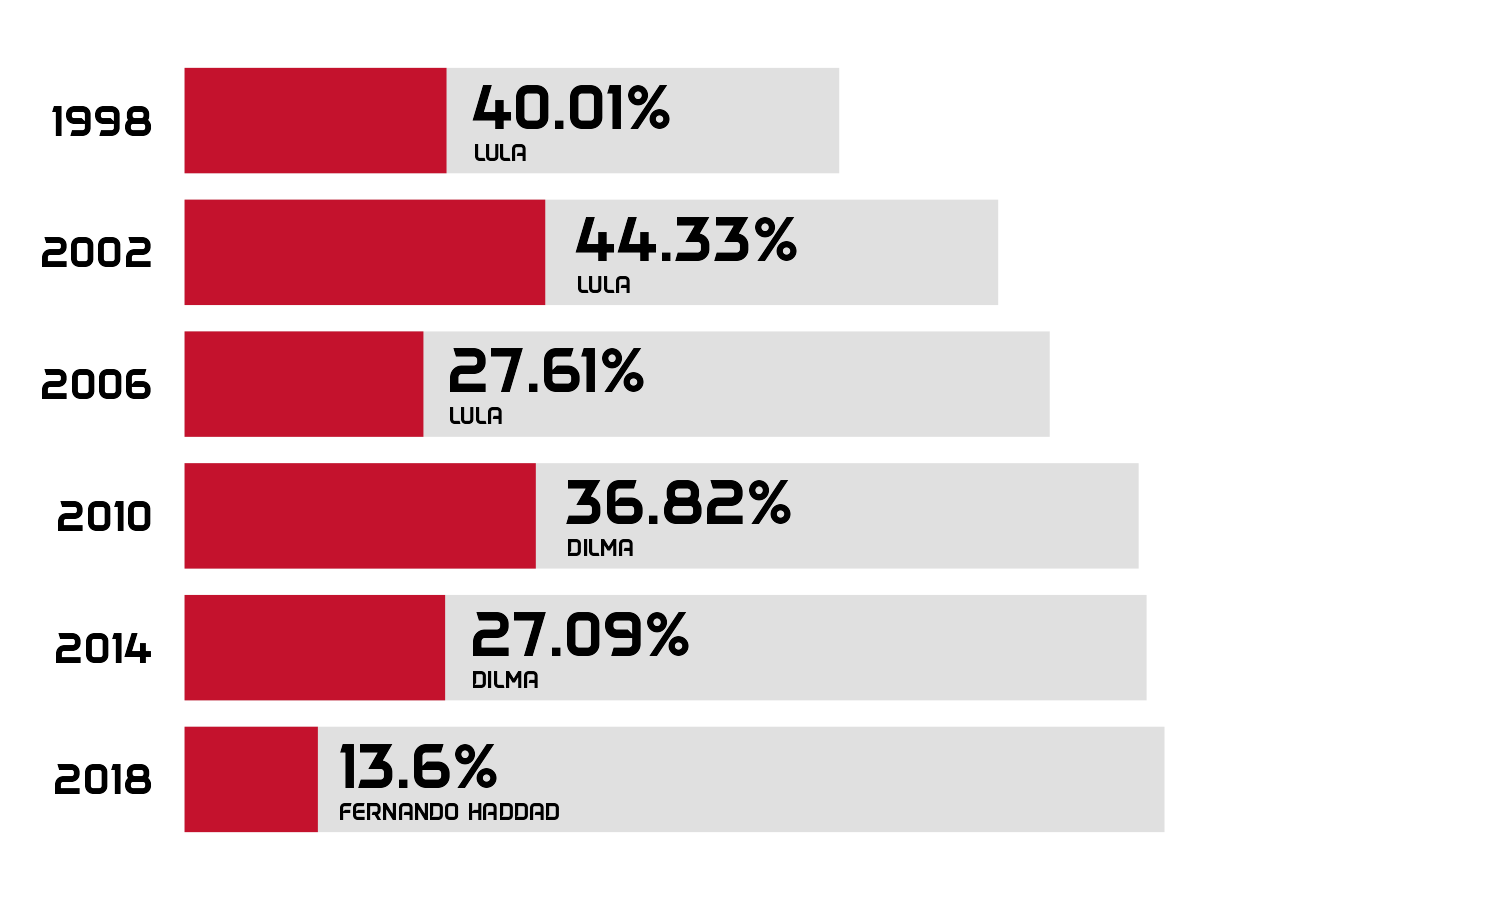 1998
40.01%
LULA
2002
44.33%
LULA
2006
27.61%
LULA
2010
36.82%
DILMA
2014
27.09%
DILMA
2018
13.6%
FERNANDO HADDAD